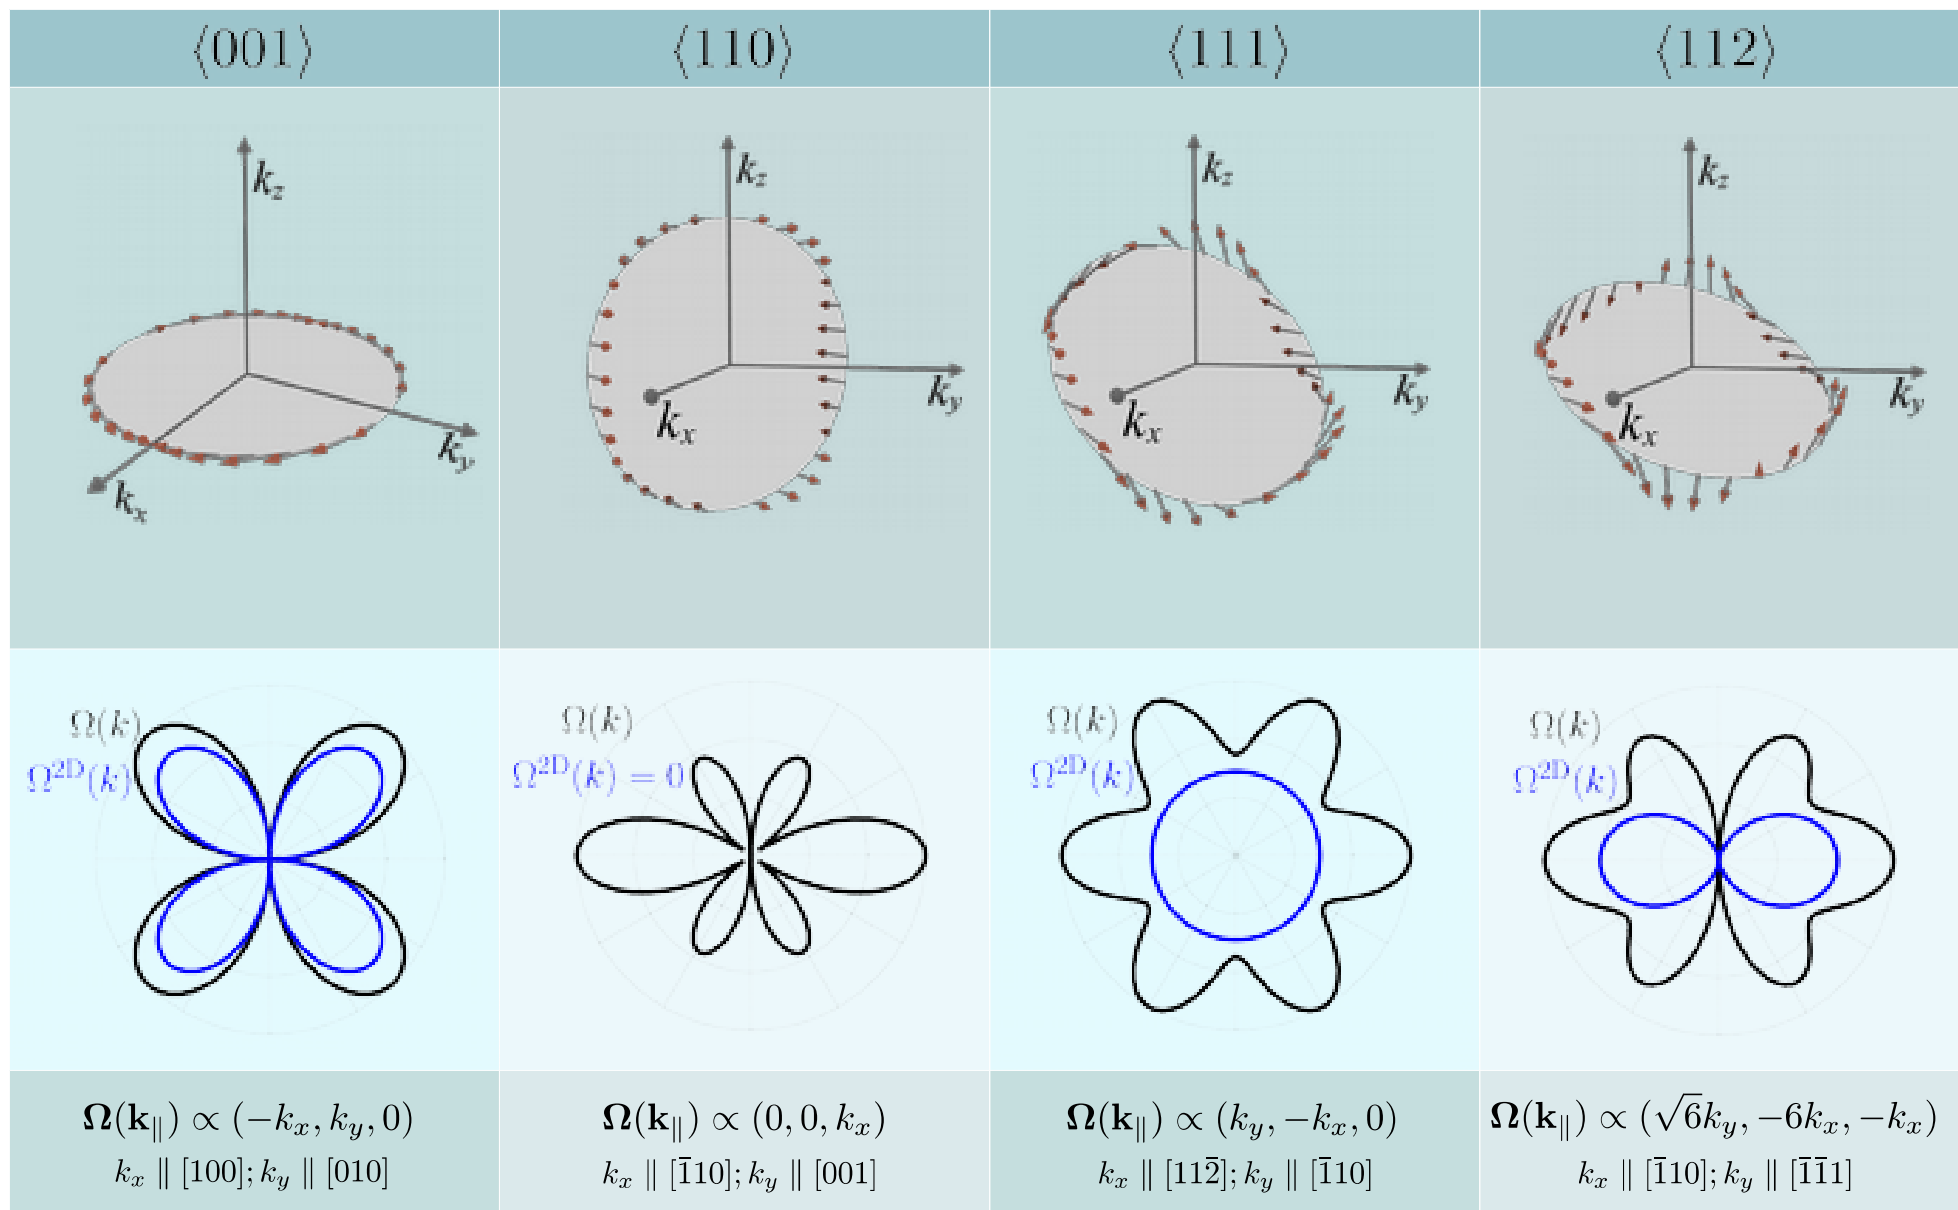 ⟨001⟩
⟨110⟩
⟨111⟩
⟨112⟩
k_z
k_y
k_x
k_z
k_y
k_x
k_z
k_y
k_x
k_z
k_y
k_x
Ω(k)
Ω^{2D}(k)
Ω(k)
Ω^{2D}(k) = 0
Ω(k)
Ω^{2D}(k)
Ω(k)
Ω^{2D}(k)
Ω(k_∥) ∝ (−k_x, k_y, 0)
k_x ∥ [100]; k_y ∥ [010]
Ω(k_∥) ∝ (0, 0, k_x)
k_x ∥ [1̄10]; k_y ∥ [001]
Ω(k_∥) ∝ (k_y, −k_x, 0)
k_x ∥ [112̄]; k_y ∥ [1̄10]
Ω(k_∥) ∝ (√6k_y, −6k_x, −k_x)
k_x ∥ [1̄10]; k_y ∥ [1̄1̄1]